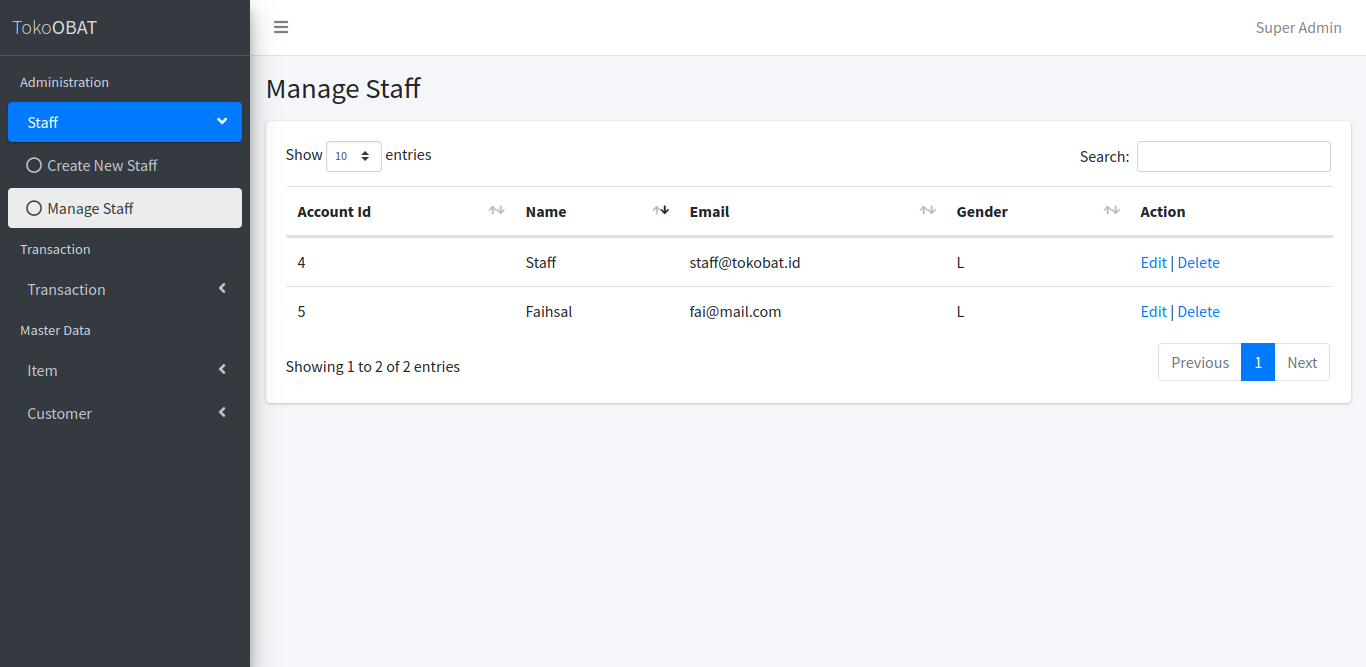 TokoOBAT
Super Admin
Administration
Staff
Create New Staff
Manage Staff
Transaction
Transaction
Master Data
Item
Customer
Manage Staff
Show 10 entries
Search:
Account Id Name Email Gender Action
4 Staff staff@tokobat.id L Edit | Delete
5 Faihsal fai@mail.com L Edit | Delete
Showing 1 to 2 of 2 entries
Previous 1 Next